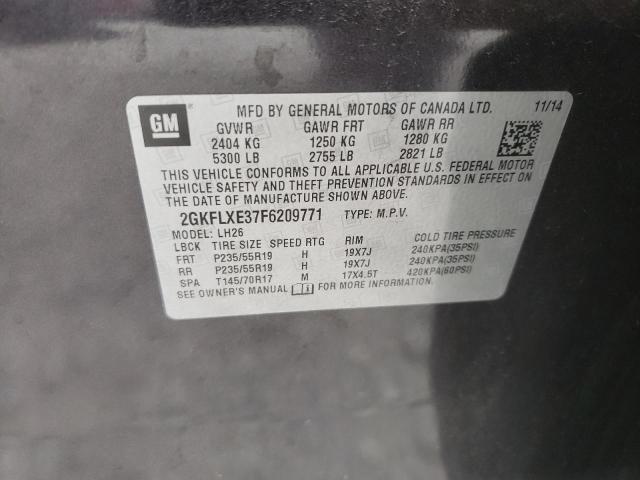 GM
MFD BY GENERAL MOTORS OF CANADA LTD. 11/14
GVWR GAWR FRT GAWR RR
2404 KG 1250 KG 1280 KG
5300 LB 2755 LB 2821 LB
THIS VEHICLE CONFORMS TO ALL APPLICABLE U.S. FEDERAL MOTOR
VEHICLE SAFETY AND THEFT PREVENTION STANDARDS IN EFFECT ON
THE DATE OF MANUFACTURE SHOWN ABOVE.
2GKFLXE37F6209771 TYPE: M.P.V.
MODEL: LH26
LBCK TIRE SIZE SPEED RTG RIM COLD TIRE PRESSURE
FRT P235/55R19 H 19X7J 240KPA(35PSI)
RR P235/55R19 H 19X7J 240KPA(35PSI)
SPA T145/70R17 M 17X4.5T 420KPA(60PSI)
SEE OWNER'S MANUAL FOR MORE INFORMATION.